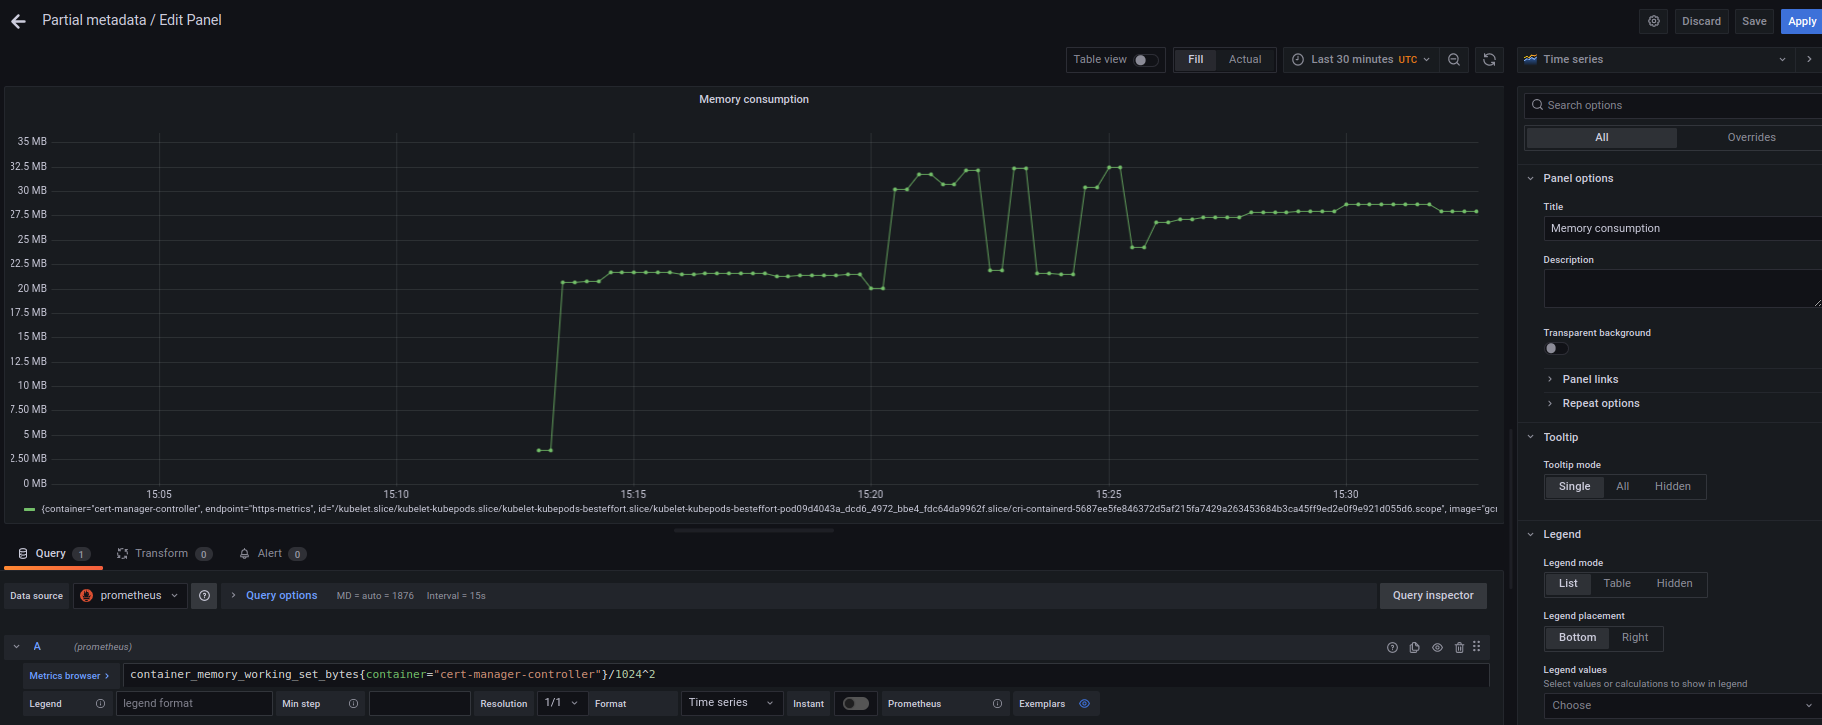 Partial metadata / Edit Panel
Discard
Save
Apply
Table view
Fill
Actual
Last 30 minutes UTC
Time series
Memory consumption
35 MB
32.5 MB
30 MB
27.5 MB
25 MB
22.5 MB
20 MB
17.5 MB
15 MB
12.5 MB
10 MB
7.50 MB
5 MB
2.50 MB
0 MB
15:05
15:10
15:15
15:20
15:25
15:30
{container="cert-manager-controller", endpoint="https-metrics", id="/kubelet.slice/kubelet-kubepods.slice/kubelet-kubepods-besteffort.slice/kubelet-kubepods-besteffort-pod09d4043a_dcd6_4972_bbe4_fdc64da9962f.slice/cri-containerd-5687ee5fe846372d5af215fa7429a263453684b3ca45ff9ed2e0f9e921d055d6.scope", image="gcr
Search options
All
Overrides
Panel options
Title
Memory consumption
Description
Transparent background
Panel links
Repeat options
Tooltip
Tooltip mode
Single
All
Hidden
Legend
Legend mode
List
Table
Hidden
Legend placement
Bottom
Right
Legend values
Select values or calculations to show in legend
Choose
Query 1
Transform 0
Alert 0
Data source
prometheus
Query options
MD = auto = 1876
Interval = 15s
Query inspector
A
(prometheus)
Metrics browser >
container_memory_working_set_bytes{container="cert-manager-controller"}/1024^2
Legend
legend format
Min step
Resolution
1/1
Format
Time series
Instant
Prometheus
Exemplars